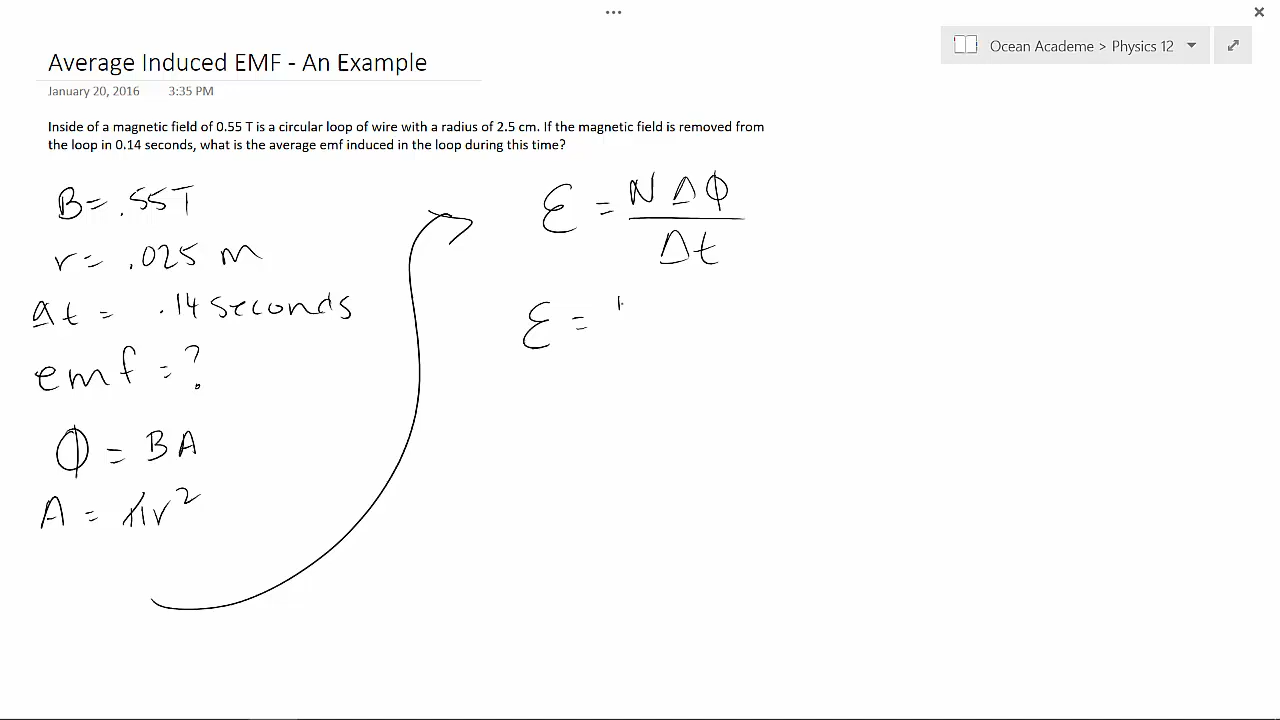 Ocean Academe > Physics 12
Average Induced EMF - An Example
January 20, 2016 3:35 PM
Inside of a magnetic field of 0.55 T is a circular loop of wire with a radius of 2.5 cm. If the magnetic field is removed from
the loop in 0.14 seconds, what is the average emf induced in the loop during this time?
B = .55T
r = .025 m
Δt = .14 seconds
emf = ?
Φ = BA
A = πr²
ℰ = NΔΦ
Δt
ℰ =